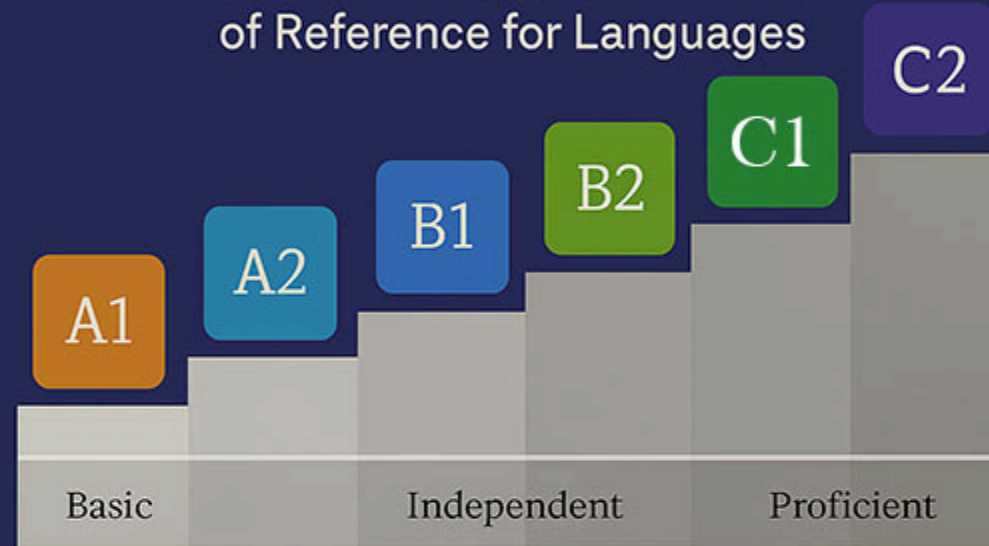 of Reference for Languages
C2
C1
B2
B1
A2
A1
Basic Independent Proficient